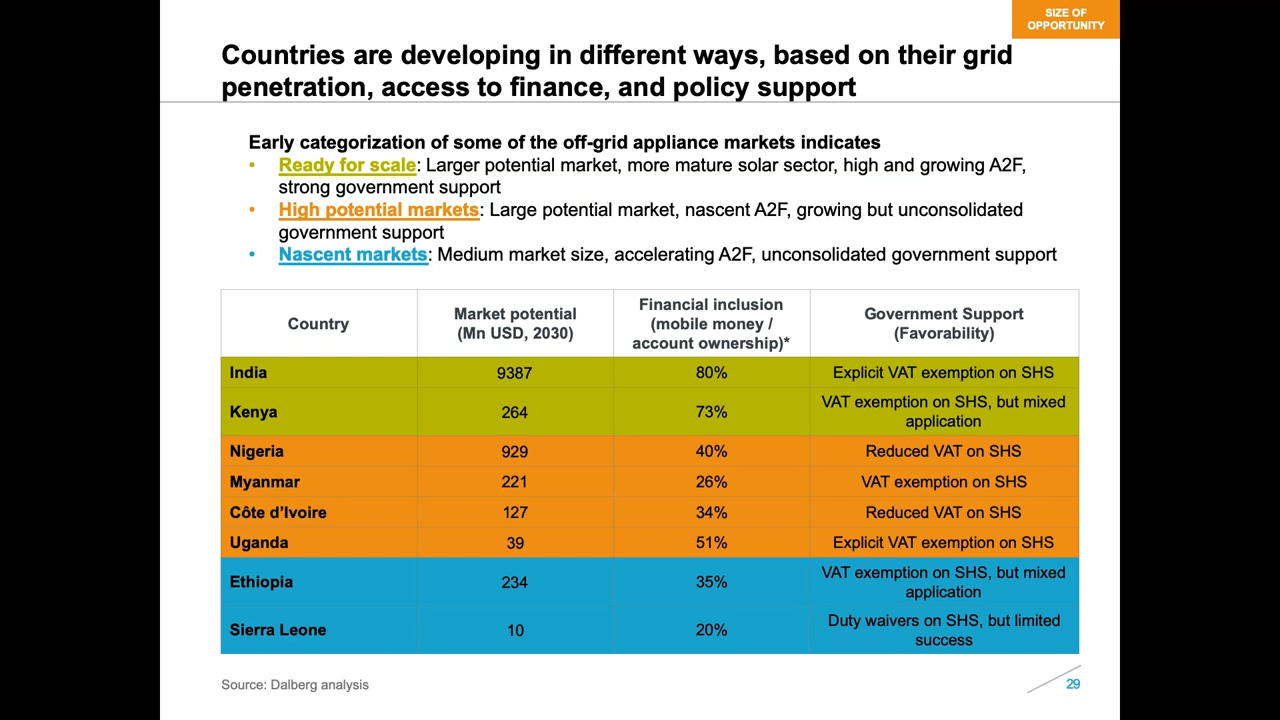 SIZE OF
OPPORTUNITY
Countries are developing in different ways, based on their grid
penetration, access to finance, and policy support
Early categorization of some of the off-grid appliance markets indicates
• Ready for scale: Larger potential market, more mature solar sector, high and growing A2F,
strong government support
• High potential markets: Large potential market, nascent A2F, growing but unconsolidated
government support
• Nascent markets: Medium market size, accelerating A2F, unconsolidated government support
Country
Market potential
(Mn USD, 2030)
Financial inclusion
(mobile money /
account ownership)*
Government Support
(Favorability)
India 9387 80% Explicit VAT exemption on SHS
Kenya 264 73% VAT exemption on SHS, but mixed
application
Nigeria 929 40% Reduced VAT on SHS
Myanmar 221 26% VAT exemption on SHS
Côte d’Ivoire 127 34% Reduced VAT on SHS
Uganda 39 51% Explicit VAT exemption on SHS
Ethiopia 234 35% VAT exemption on SHS, but mixed
application
Sierra Leone 10 20% Duty waivers on SHS, but limited
success
Source: Dalberg analysis
29